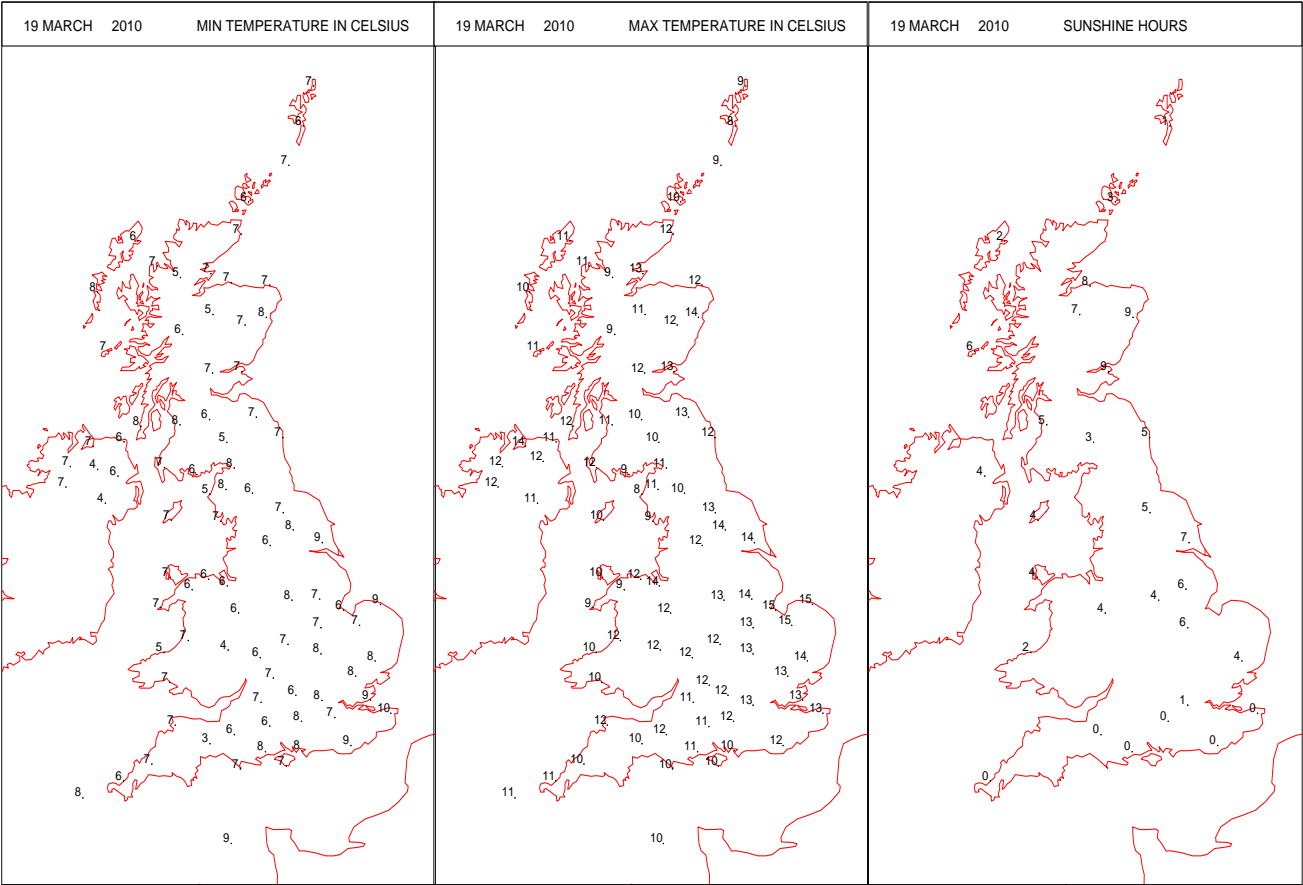 19 MARCH 2010 MIN TEMPERATURE IN CELSIUS
7.
6.
7.
6.
7.
6.
7. 5. 7. 7. 7.
8.
5. 7. 8.
6.
7.
7. 7.
8. 8. 6. 7.
7. 6. 5. 7.
7. 4. 6. 7. 6. 8.
7. 4. 5. 8. 6.
7. 7. 7.
8.
6. 9.
7. 6. 6. 6.
7. 6. 8. 7. 6. 9.
7. 7.
5. 7. 4. 6. 7. 8. 8.
7. 7. 8.
7. 6. 8. 9.
7. 6. 6. 8. 7. 10.
3. 8. 8. 9.
6. 7. 7. 7.
8.
9.
19 MARCH 2010 MAX TEMPERATURE IN CELSIUS
9.
8.
9.
10.
12.
11.
11. 9. 13. 12.
10.
11. 12. 14.
9.
11.
12. 13.
12. 11. 10. 13.
14. 11. 10. 12.
12. 12. 12. 9. 11.
12. 11. 8. 11. 10.
10. 9. 13.
14.
12. 14.
10. 12. 9. 14.
9. 12. 13. 14. 15. 15.
13. 15.
10. 12. 12. 12. 12. 13. 14.
10. 12. 13.
11. 12. 13. 13.
12. 12. 11. 12. 13.
10. 11. 10. 12.
11. 10. 10. 10.
11.
10.
19 MARCH 2010 SUNSHINE HOURS
1.
3.
2.
8.
7. 9.
6.
9.
5. 3. 5.
4.
4. 5.
7.
4. 6.
4. 4.
6.
2. 4.
1.
0. 0. 0.
0. 0.
0.